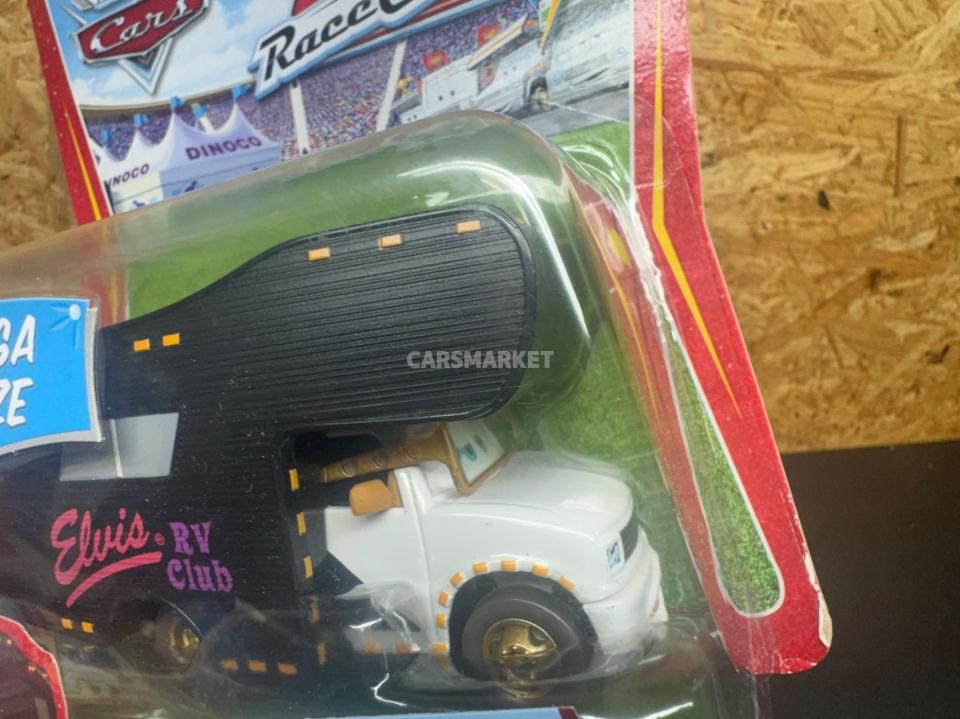 Cars
Race
DINOCO
NOCO
GA
ZE
CARSMARKET
Elvis
RV
Club